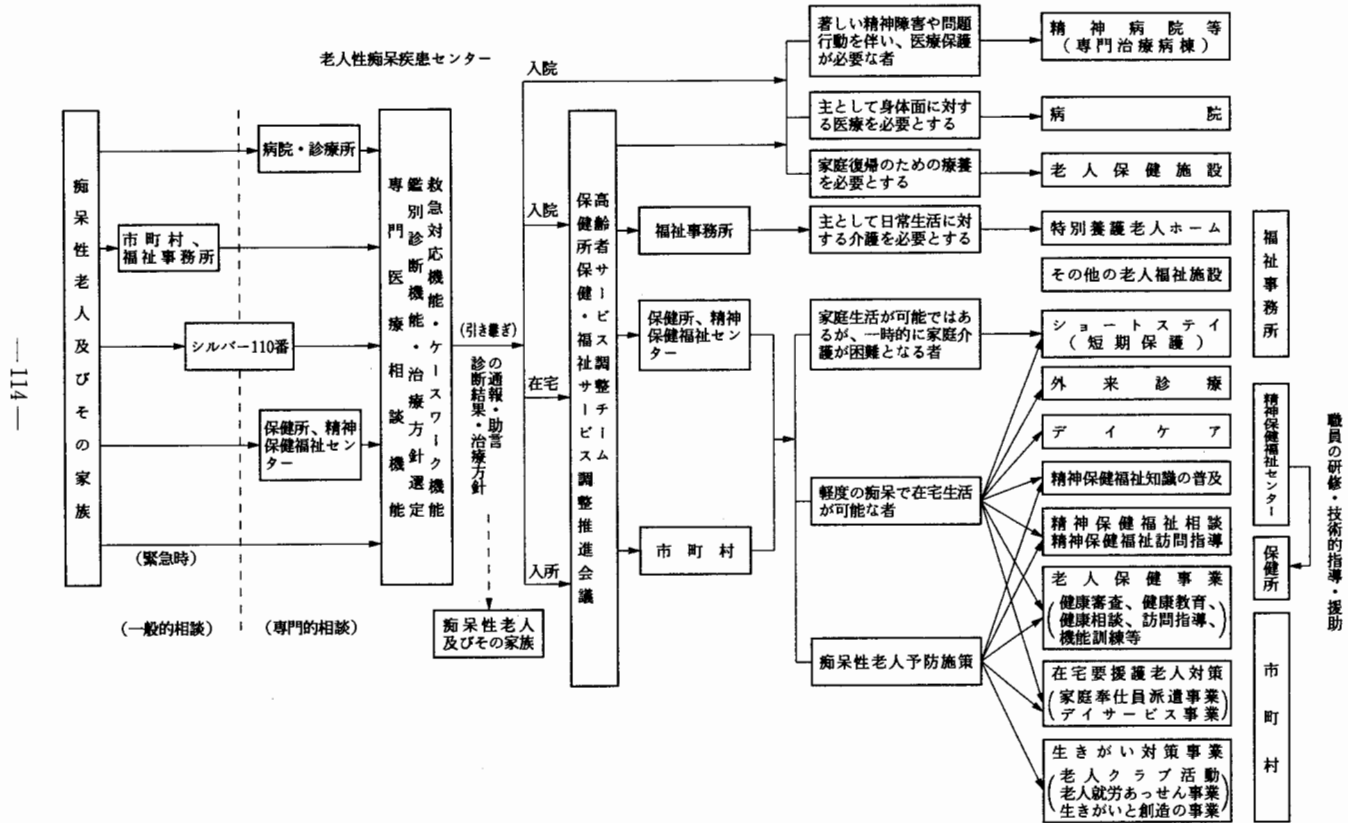 老人性痴呆疾患センター
痴呆性老人及びその家族
市町村、
福祉事務所
シルバー110番
病院・診療所
保健所、精神
保健福祉セン
ター
(緊急時)
(一般的相談)
(専門的相談)
救急対応機能・ケースワーク機能
鑑別診断機能・治療方針選定
専門医療相談機能
(引き継ぎ)
の通報・助言
診断結果・治療方針
痴呆性老人
及びその家族
入院
入院
在宅
入所
高齢者サービス調整チーム
保健所保健・福祉サービス調整推進会議
福祉事務所
保健所、精神
保健福祉セン
ター
市町村
著しい精神障害や問題
行動を伴い、医療保護
が必要な者
主として身体面に対す
る医療を必要とする
家庭復帰のための療養
を必要とする
主として日常生活に対
する介護を必要とする
家庭生活が可能ではあ
るが、一時的に家庭介
護が困難となる者
軽度の痴呆で在宅生活
が可能な者
痴呆性老人予防施策
精神病院等
(専門治療病棟)
病院
老人保健施設
特別養護老人ホーム
その他の老人福祉施設
ショートステイ
(短期保護)
外来診療
デイケア
精神保健福祉知識の普及
精神保健福祉相談
精神保健福祉訪問指導
老人保健事業
(健康審査、健康教育、
健康相談、訪問指導、
機能訓練等)
在宅要援護老人対策
(家庭奉仕員派遣事業
デイサービス事業)
生きがい対策事業
(老人クラブ活動
老人就労あっせん事業
生きがいと創造の事業)
福祉事務所
精神保健福祉センター
保健所
市町村
職員の研修・技術的指導・援助
—114—